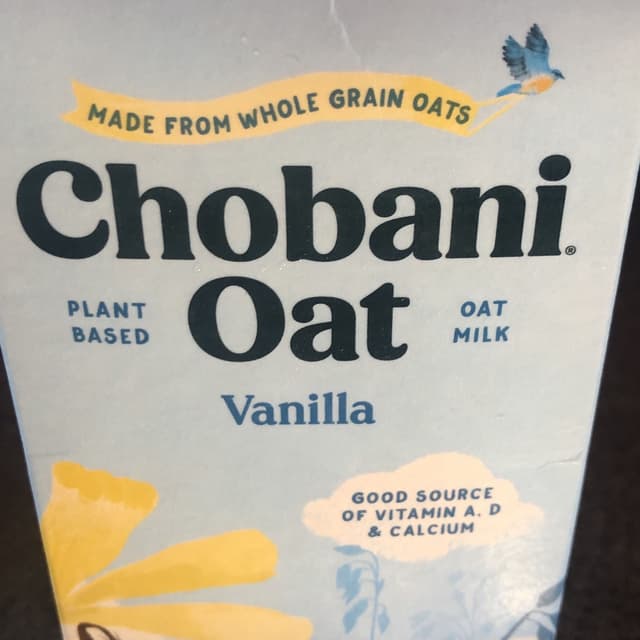 MADE FROM WHOLE GRAIN OATS
Chobani®
Oat
PLANT
BASED
OAT
MILK
Vanilla
GOOD SOURCE
OF VITAMIN A, D
& CALCIUM